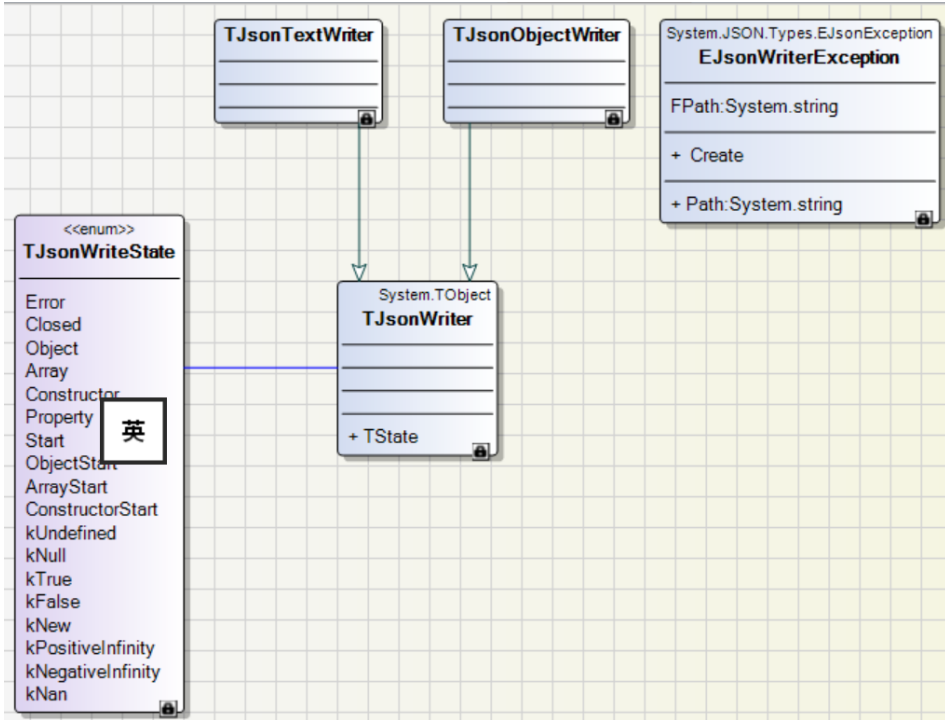 TJsonTextWriter
TJsonObjectWriter
System.JSON.Types.EJsonException
EJsonWriterException
FPath:System.string
+ Create
+ Path:System.string
<<enum>>
TJsonWriteState
Error
Closed
Object
Array
Constructor
Property
Start
ObjectStart
ArrayStart
ConstructorStart
kUndefined
kNull
kTrue
kFalse
kNew
kPositiveInfinity
kNegativeInfinity
kNan
英
System.TObject
TJsonWriter
+ TState